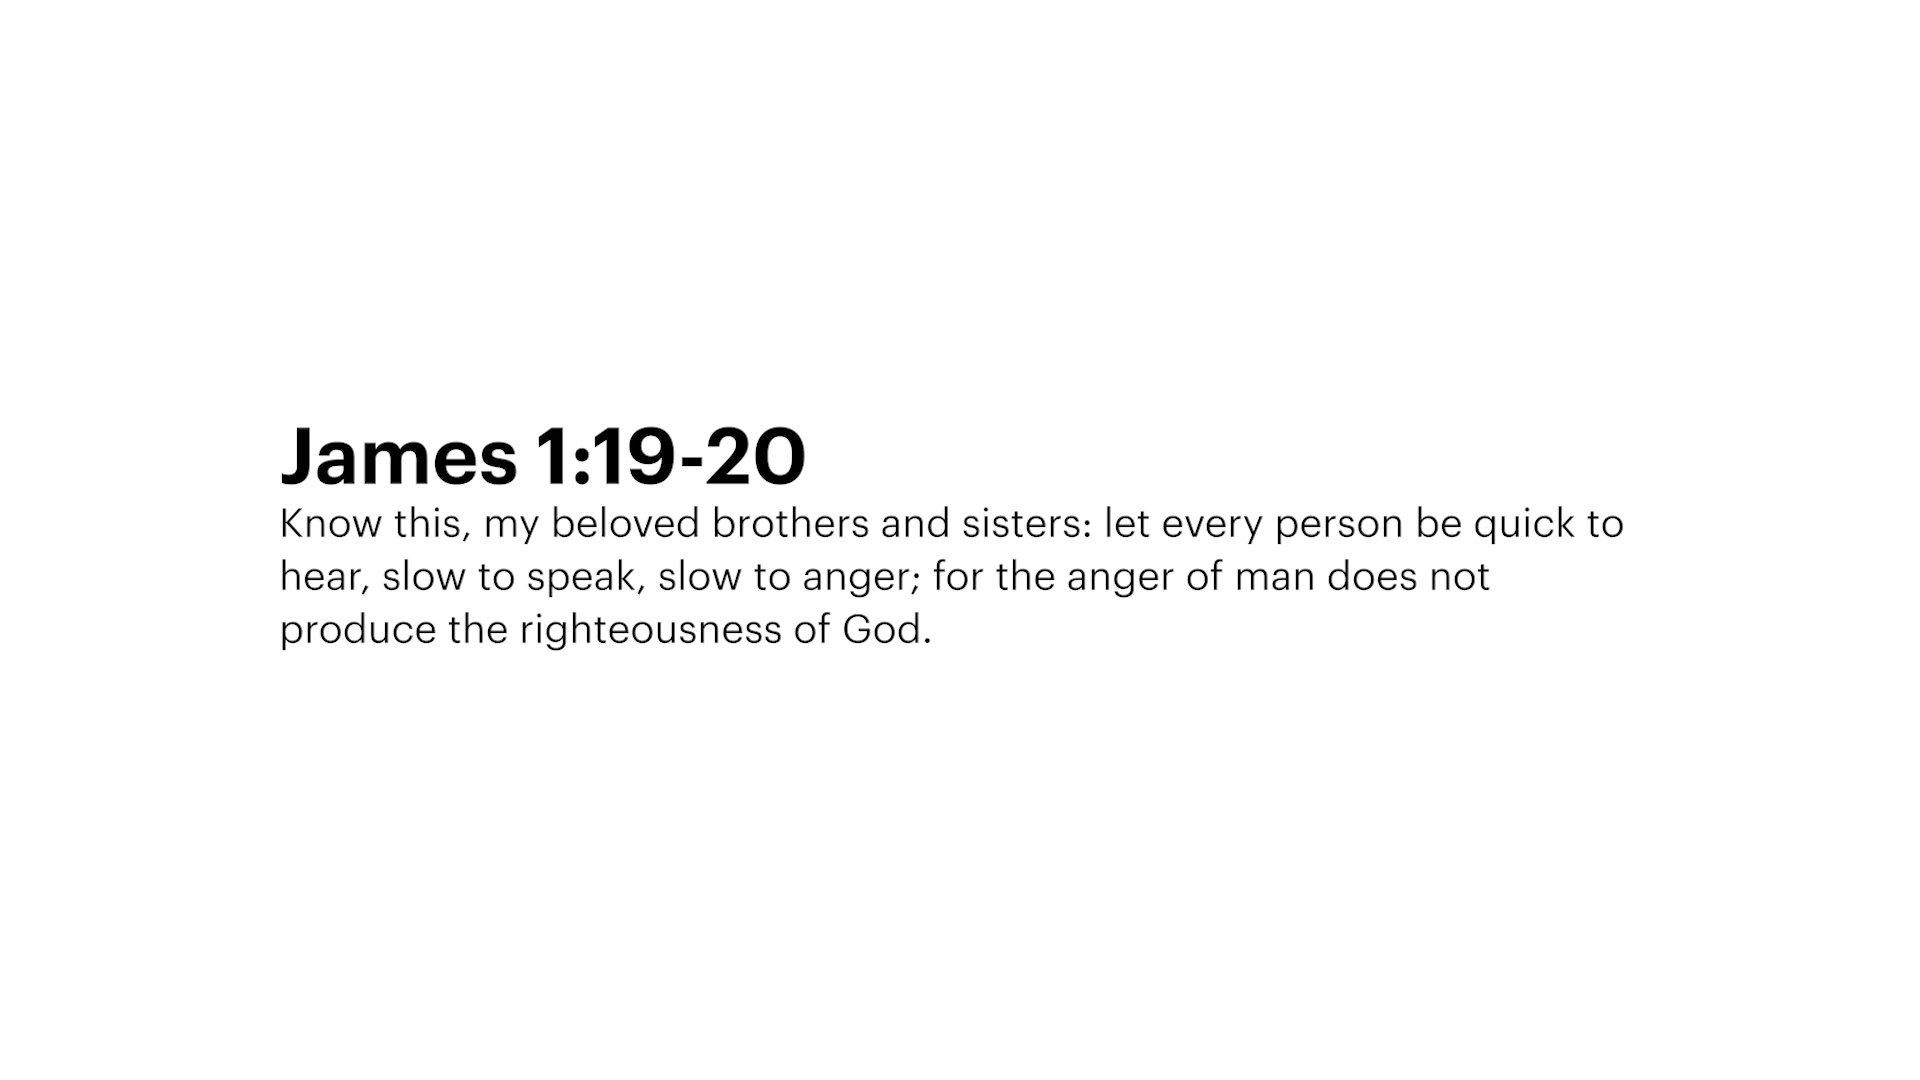 James 1:19-20
Know this, my beloved brothers and sisters: let every person be quick to
hear, slow to speak, slow to anger; for the anger of man does not
produce the righteousness of God.